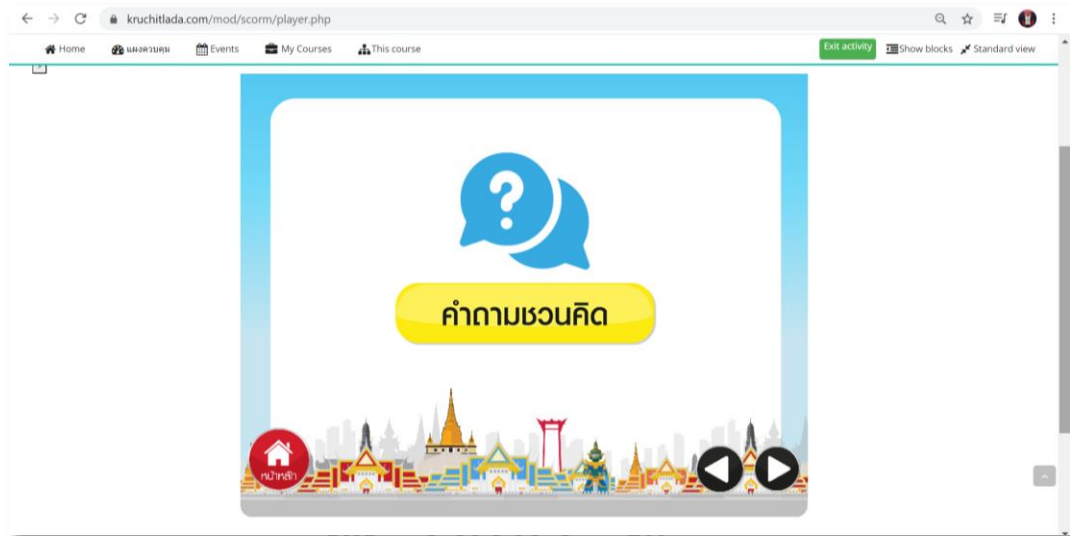 kruchitlada.com/mod/scorm/player.php
Home แผงควบคุม Events My Courses This course Exit activity Show blocks Standard view
?
คำถามชวนคิด
หน้าหลัก